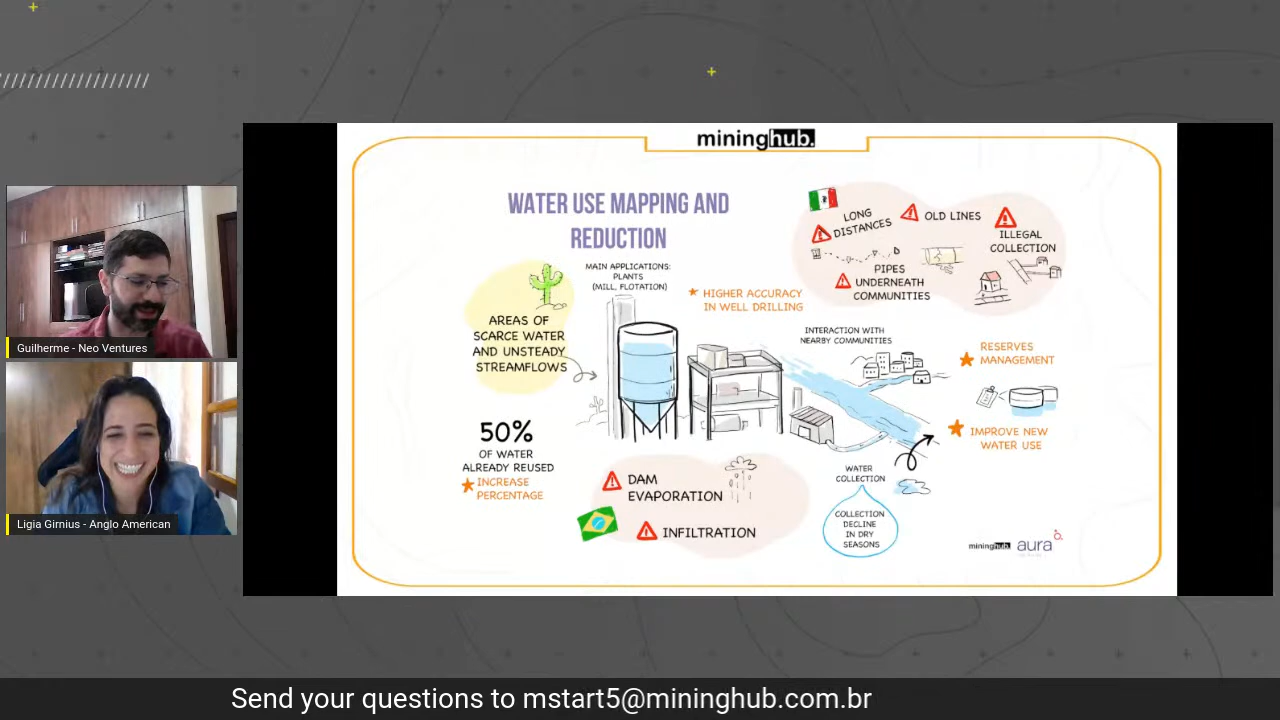 mininghub.
WATER USE MAPPING AND
REDUCTION
MAIN APPLICATIONS:
PLANTS
(MILL, FLOTATION)
AREAS OF
SCARCE WATER
AND UNSTEADY
STREAMFLOWS
HIGHER ACCURACY
IN WELL DRILLING
LONG
DISTANCES
OLD LINES
ILLEGAL
COLLECTION
PIPES
UNDERNEATH
COMMUNITIES
INTERACTION WITH
NEARBY COMMUNITIES
RESERVES
MANAGEMENT
IMPROVE NEW
WATER USE
50%
OF WATER
ALREADY REUSED
INCREASE
PERCENTAGE
DAM
EVAPORATION
INFILTRATION
WATER
COLLECTION
COLLECTION
DECLINE
IN DRY
SEASONS
mininghub.
aura
Guilherme - Neo Ventures
Ligia Girnius - Anglo American
Send your questions to mstart5@mininghub.com.br